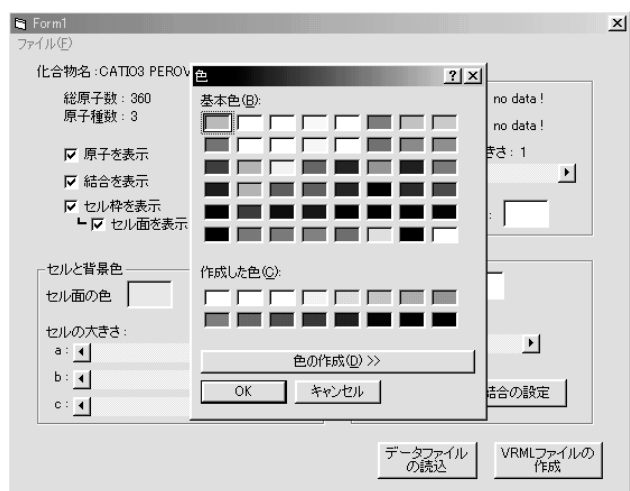 Form1
ファイル(F)
化合物名 :CATIO3 PEROV
総原子数 : 360
原子種数 : 3
原子を表示
結合を表示
セル枠を表示
セル面を表示
セルと背景色
セル面の色
セルの大きさ :
a :
b :
c :
色
基本色(B):
作成した色(C):
色の作成(D) >>
OK
キャンセル
no data !
no data !
きさ : 1
:
結合の設定
データファイル
の読込
VRMLファイルの
作成